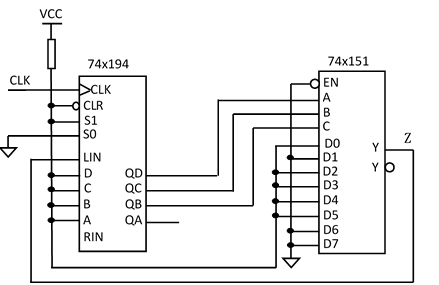 VCC
74x194
74x151
CLK
CLK
CLR
S1
S0
LIN
D
C
B
A
RIN
QD
QC
QB
QA
EN
A
B
C
D0
D1
D2
D3
D4
D5
D6
D7
Y
Y
Z